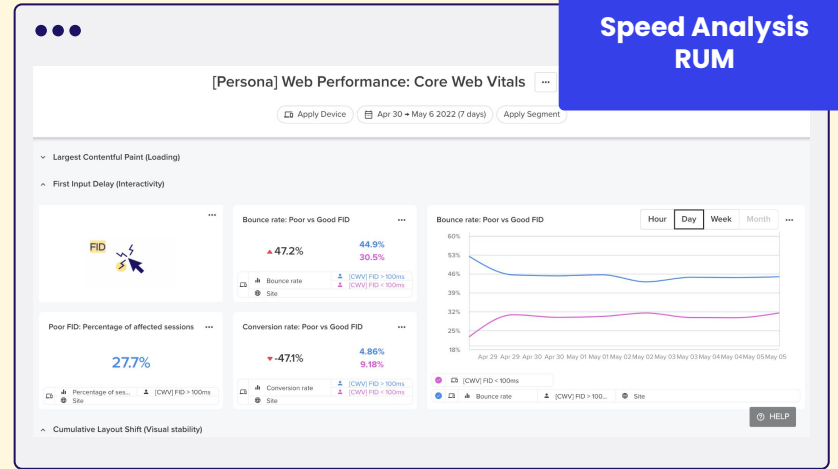 Speed Analysis
RUM
[Persona] Web Performance: Core Web Vitals
Apply Device
Apr 30 → May 6 2022 (7 days)
Apply Segment
Largest Contentful Paint (Loading)
First Input Delay (Interactivity)
FID
Bounce rate: Poor vs Good FID
47.2%
44.9%
30.5%
Bounce rate
[CWV] FID > 100ms
[CWV] FID < 100ms
Site
Bounce rate: Poor vs Good FID
Hour Day Week Month
60%
53%
46%
39%
32%
25%
18%
Apr 29 Apr 29 Apr 30 Apr 30 May 01 May 01 May 02 May 02 May 03 May 03 May 04 May 04 May 05 May 05
[CWV] FID < 100ms
Bounce rate [CWV] FID > 100... Site
Poor FID: Percentage of affected sessions
27.7%
Percentage of ses... [CWV] FID > 100ms
Site
Conversion rate: Poor vs Good FID
-47.1%
4.86%
9.18%
Conversion rate
[CWV] FID > 100ms
[CWV] FID < 100ms
Site
HELP
Cumulative Layout Shift (Visual stability)